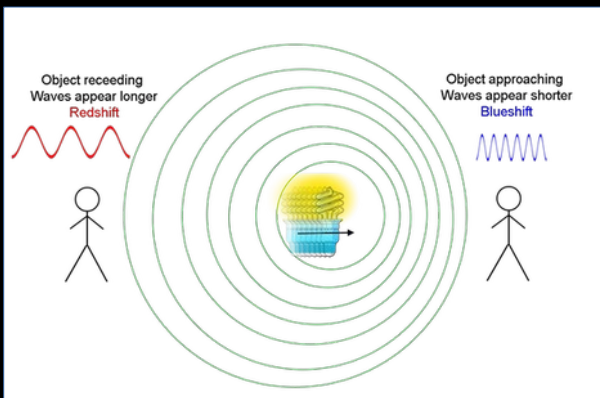 Object receeding
Waves appear longer
Redshift
Object approaching
Waves appear shorter
Blueshift